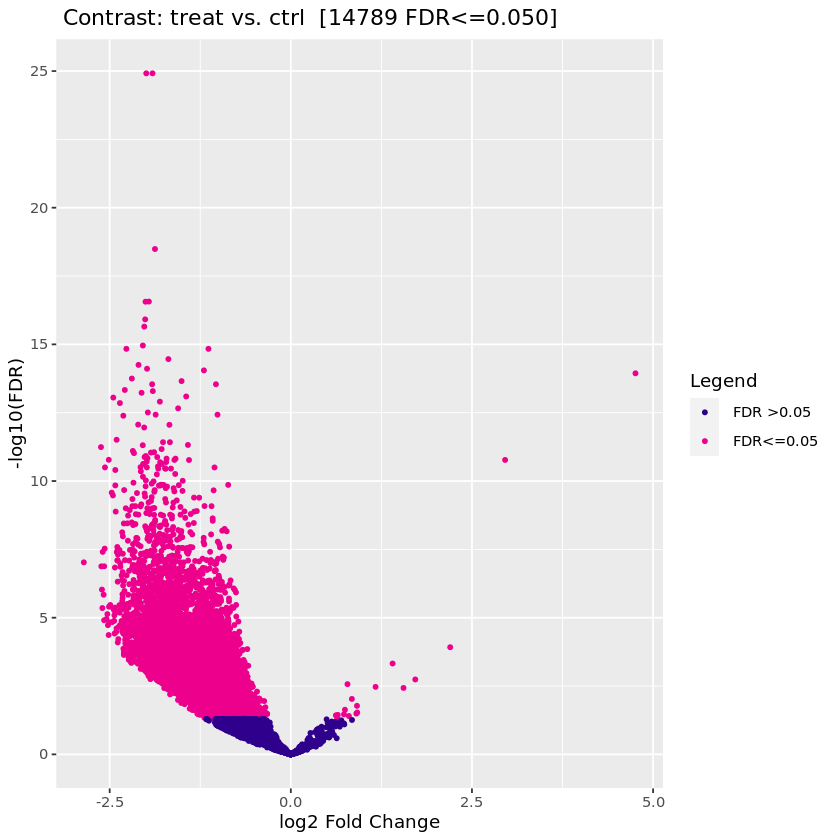 Contrast: treat vs. ctrl  [14789 FDR<=0.050]
25
20
15
10
5
0
-log10(FDR)
-2.5
0.0
2.5
5.0
log2 Fold Change
Legend
FDR >0.05
FDR<=0.05